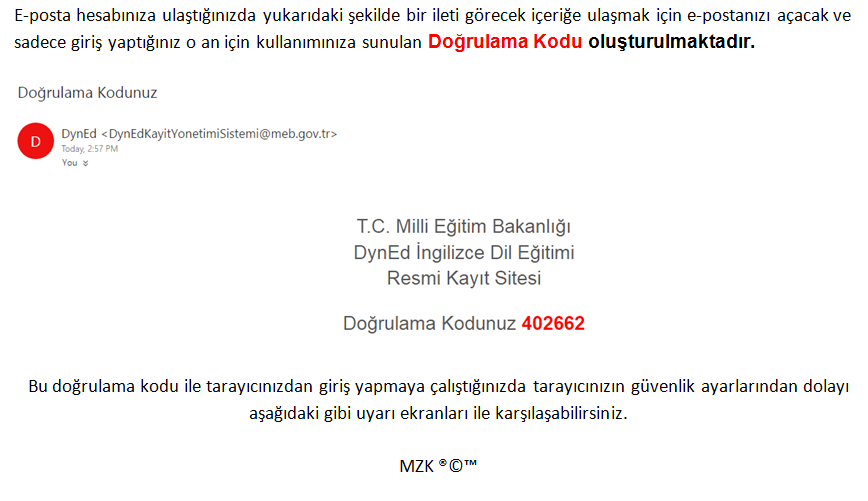 E-posta hesabınıza ulaştığınızda yukarıdaki şekilde bir ileti görecek içeriğe ulaşmak için e-postanızı açacak ve
sadece giriş yaptığınız o an için kullanımınıza sunulan Doğrulama Kodu oluşturulmaktadır.
Doğrulama Kodunuz
D
DynEd <DynEdKayitYonetimiSistemi@meb.gov.tr>
Today, 2:57 PM
You
T.C. Milli Eğitim Bakanlığı
DynEd İngilizce Dil Eğitimi
Resmi Kayıt Sitesi
Doğrulama Kodunuz 402662
Bu doğrulama kodu ile tarayıcınızdan giriş yapmaya çalıştığınızda tarayıcınızın güvenlik ayarlarından dolayı
aşağıdaki gibi uyarı ekranları ile karşılaşabilirsiniz.
MZK ®©™